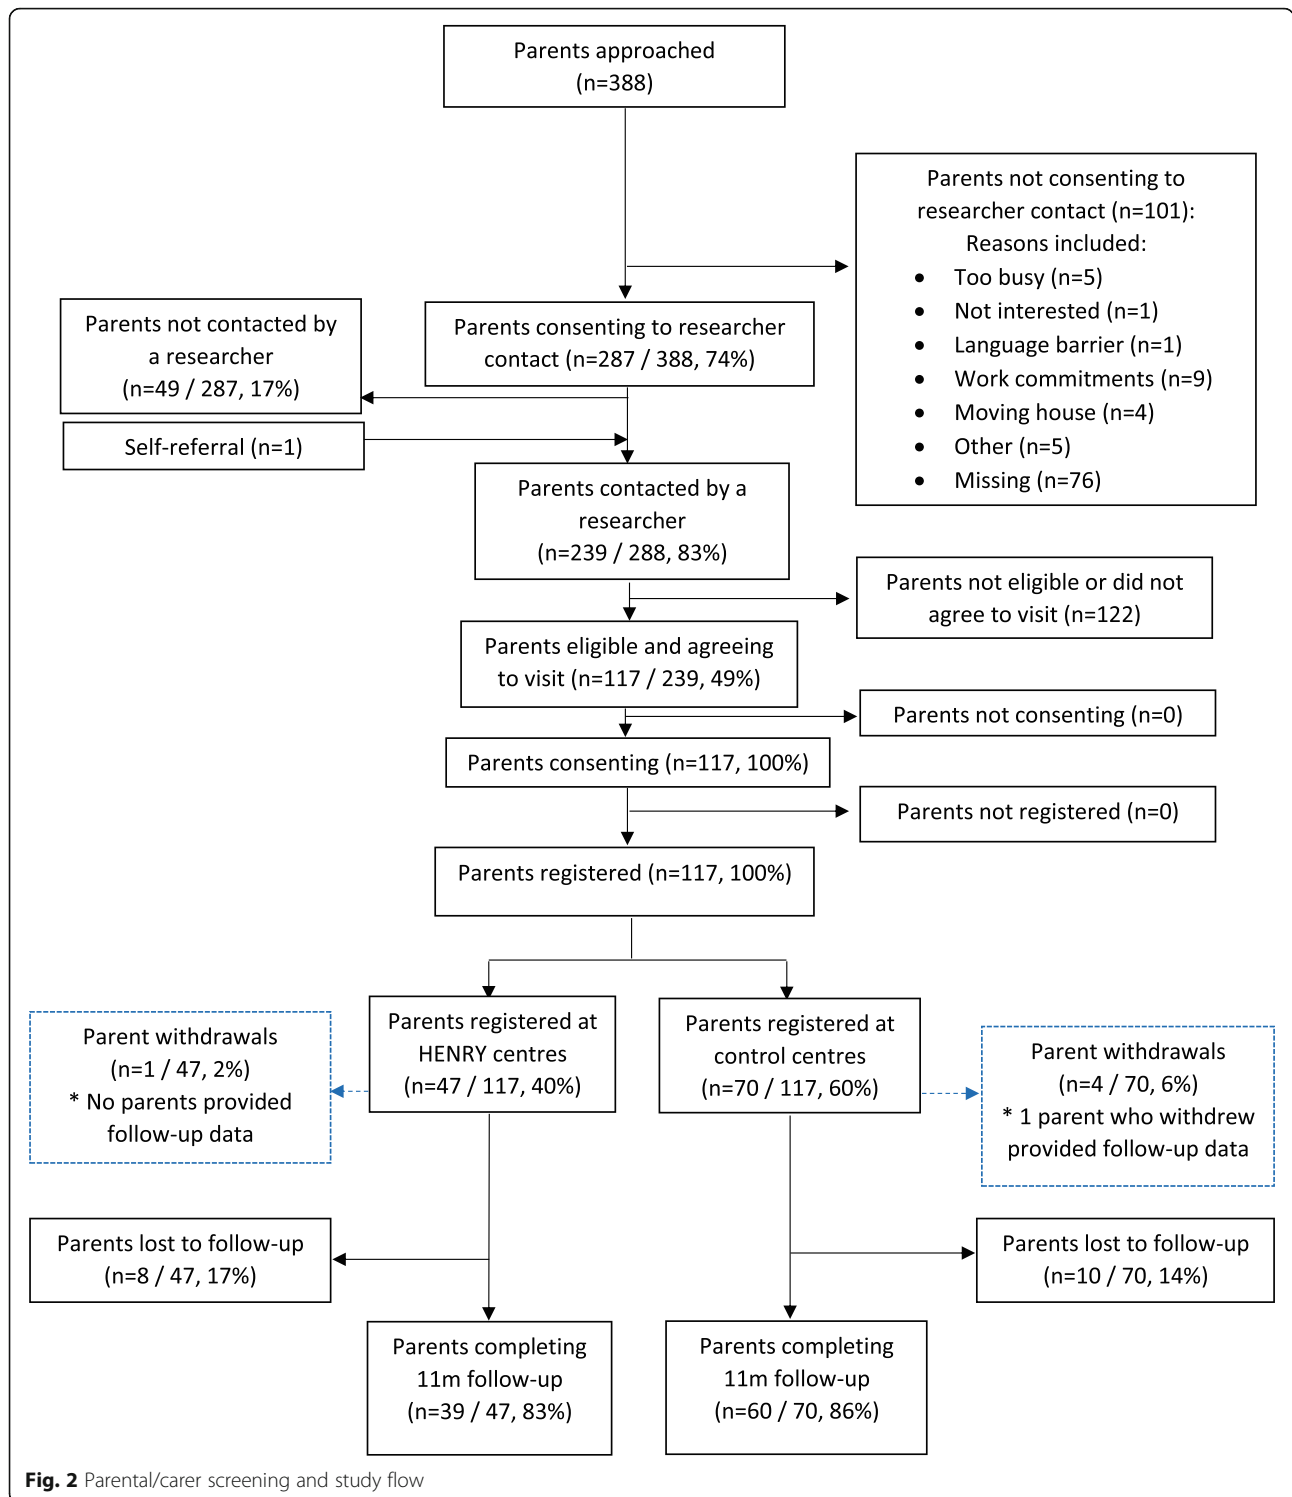 Parents approached
(n=388)
Parents not consenting to
researcher contact (n=101):
Reasons included:
• Too busy (n=5)
• Not interested (n=1)
• Language barrier (n=1)
• Work commitments (n=9)
• Moving house (n=4)
• Other (n=5)
• Missing (n=76)
Parents consenting to researcher
contact (n=287 / 388, 74%)
Parents not contacted by
a researcher
(n=49 / 287, 17%)
Self-referral (n=1)
Parents contacted by a
researcher
(n=239 / 288, 83%)
Parents not eligible or did not
agree to visit (n=122)
Parents eligible and agreeing
to visit (n=117 / 239, 49%)
Parents not consenting (n=0)
Parents consenting (n=117, 100%)
Parents not registered (n=0)
Parents registered (n=117, 100%)
Parents registered at
HENRY centres
(n=47 / 117, 40%)
Parents registered at
control centres
(n=70 / 117, 60%)
Parent withdrawals
(n=1 / 47, 2%)
* No parents provided
follow-up data
Parent withdrawals
(n=4 / 70, 6%)
* 1 parent who withdrew
provided follow-up data
Parents lost to follow-up
(n=8 / 47, 17%)
Parents lost to follow-up
(n=10 / 70, 14%)
Parents completing
11m follow-up
(n=39 / 47, 83%)
Parents completing
11m follow-up
(n=60 / 70, 86%)
Fig. 2 Parental/carer screening and study flow